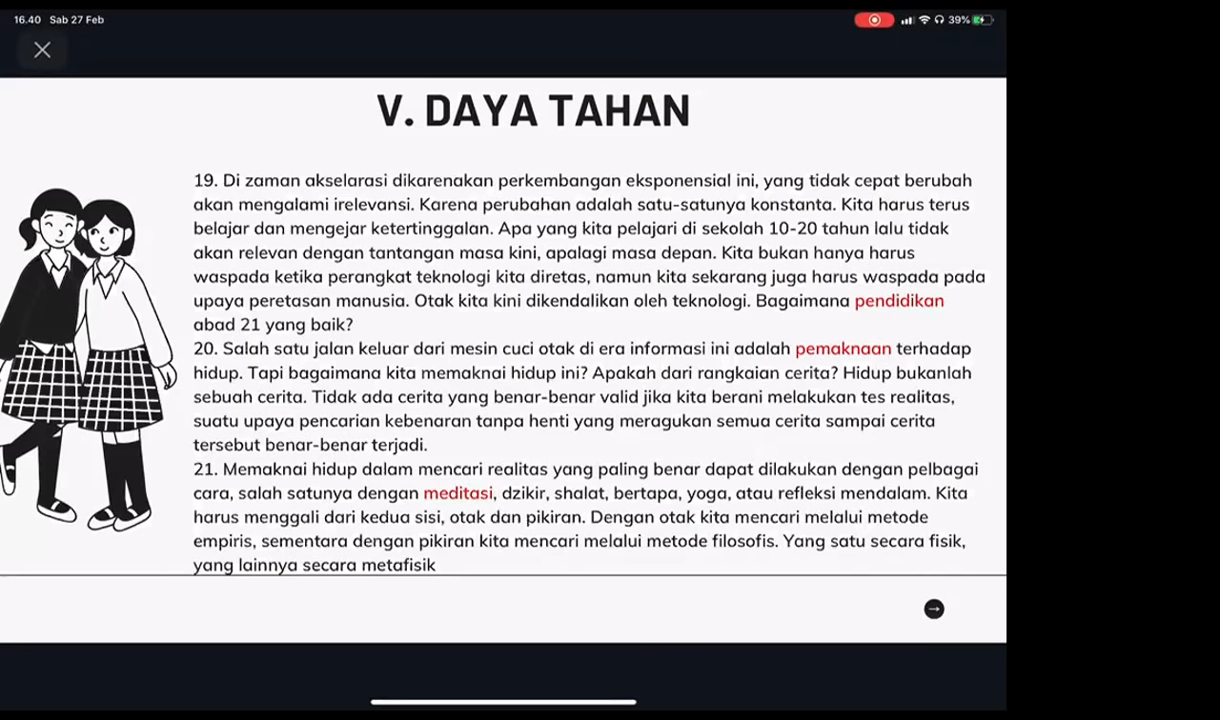 16.40 Sab 27 Feb
39%
V. DAYA TAHAN
19. Di zaman akselarasi dikarenakan perkembangan eksponensial ini, yang tidak cepat berubah
akan mengalami irelevansi. Karena perubahan adalah satu-satunya konstanta. Kita harus terus
belajar dan mengejar ketertinggalan. Apa yang kita pelajari di sekolah 10-20 tahun lalu tidak
akan relevan dengan tantangan masa kini, apalagi masa depan. Kita bukan hanya harus
waspada ketika perangkat teknologi kita diretas, namun kita sekarang juga harus waspada pada
upaya peretasan manusia. Otak kita kini dikendalikan oleh teknologi. Bagaimana pendidikan
abad 21 yang baik?
20. Salah satu jalan keluar dari mesin cuci otak di era informasi ini adalah pemaknaan terhadap
hidup. Tapi bagaimana kita memaknai hidup ini? Apakah dari rangkaian cerita? Hidup bukanlah
sebuah cerita. Tidak ada cerita yang benar-benar valid jika kita berani melakukan tes realitas,
suatu upaya pencarian kebenaran tanpa henti yang meragukan semua cerita sampai cerita
tersebut benar-benar terjadi.
21. Memaknai hidup dalam mencari realitas yang paling benar dapat dilakukan dengan pelbagai
cara, salah satunya dengan meditasi, dzikir, shalat, bertapa, yoga, atau refleksi mendalam. Kita
harus menggali dari kedua sisi, otak dan pikiran. Dengan otak kita mencari melalui metode
empiris, sementara dengan pikiran kita mencari melalui metode filosofis. Yang satu secara fisik,
yang lainnya secara metafisik